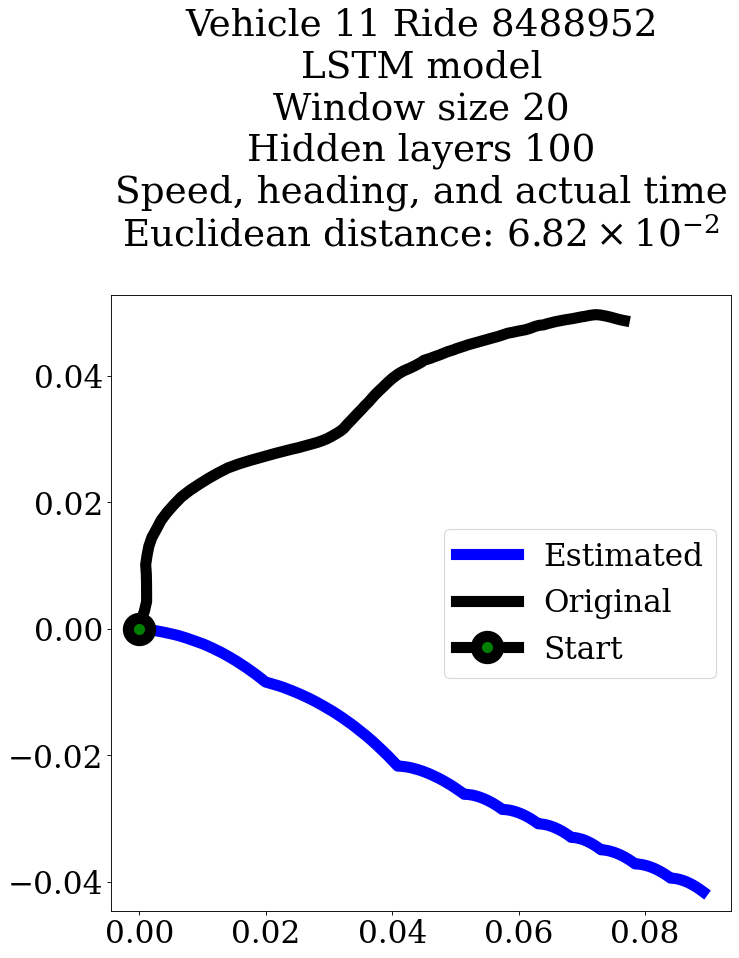 Vehicle 11 Ride 8488952
LSTM model
Window size 20
Hidden layers 100
Speed, heading, and actual time
Euclidean distance: 6.82 × 10⁻²
0.04
0.02
0.00
−0.02
−0.04
Estimated
Original
Start
0.00 0.02 0.04 0.06 0.08